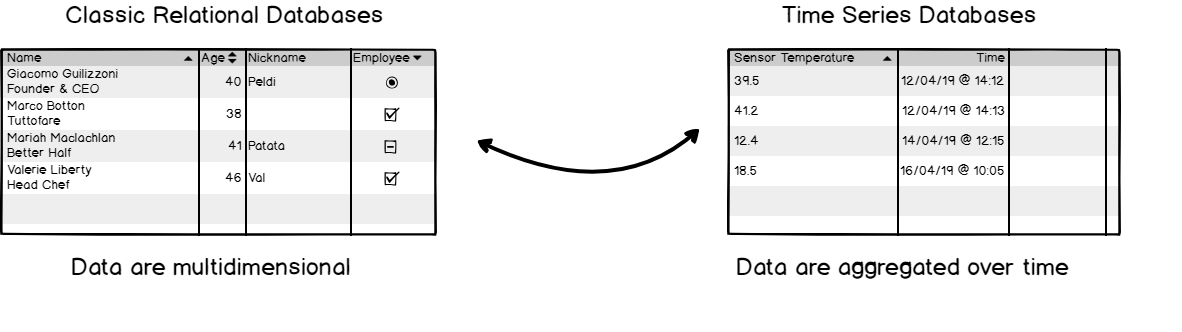 Classic Relational Databases
Time Series Databases
Name Age Nickname Employee
Giacomo Guilizzoni
Founder & CEO
40 Peldi
Marco Botton
Tuttofare
38
Mariah Maclachlan
Better Half
41 Patata
Valerie Liberty
Head Chef
46 Val
Sensor Temperature Time
39.5 12/04/19 @ 14:12
41.2 12/04/19 @ 14:13
12.4 14/04/19 @ 12:15
18.5 16/04/19 @ 10:05
Data are multidimensional
Data are aggregated over time